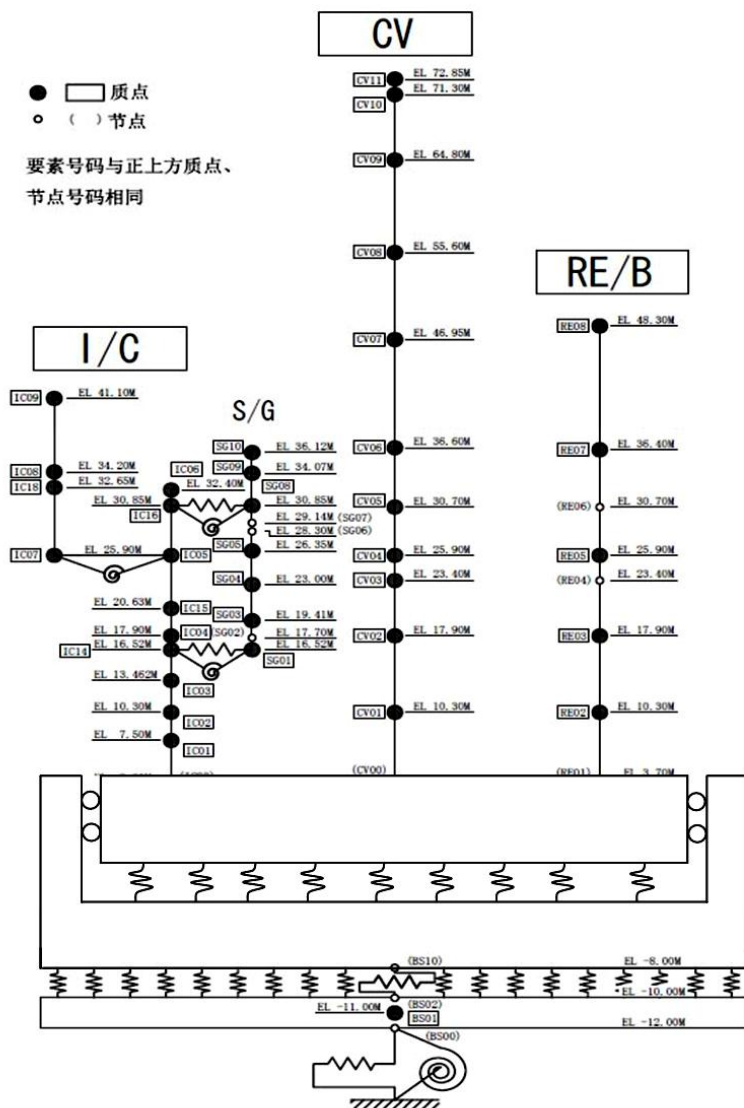 CV
CV11 EL 72.85M
CV10 EL 71.30M
● □ 质点
○ ( ) 节点
要素号码与正上方质点、
节点号码相同
CV09 EL 64.80M
CV08 EL 55.60M
RE/B
RE08 EL 48.30M
CV07 EL 46.95M
I/C
IC09 EL 41.10M
S/G
SG10 EL 36.12M
CV06 EL 36.60M
RE07 EL 36.40M
SG09 EL 34.07M
IC08 EL 34.20M
IC18 EL 32.65M
IC06 EL 32.40M
SG08
EL 30.85M
IC16
EL 30.85M
CV05 EL 30.70M
(RE06) EL 30.70M
EL 29.14M (SG07)
EL 28.30M (SG06)
SG05 EL 26.35M
IC07 EL 25.90M IC05
CV04 EL 25.90M
RE05 EL 25.90M
SG04 EL 23.00M
CV03 EL 23.40M
(RE04) EL 23.40M
EL 20.63M IC15
SG03 EL 19.41M
EL 17.90M IC04
(SG02) EL 17.70M
CV02 EL 17.90M
RE03 EL 17.90M
IC14 EL 16.52M
EL 16.52M
SG01
EL 13.462M
IC03
EL 10.30M
IC02
CV01 EL 10.30M
RE02 EL 10.30M
EL 7.50M
IC01
(CV00)
(RE01) EL 3.70M
(BS10) EL -8.00M
EL -10.00M
(BS02)
EL -11.00M
BS01
EL -12.00M
(BS00)